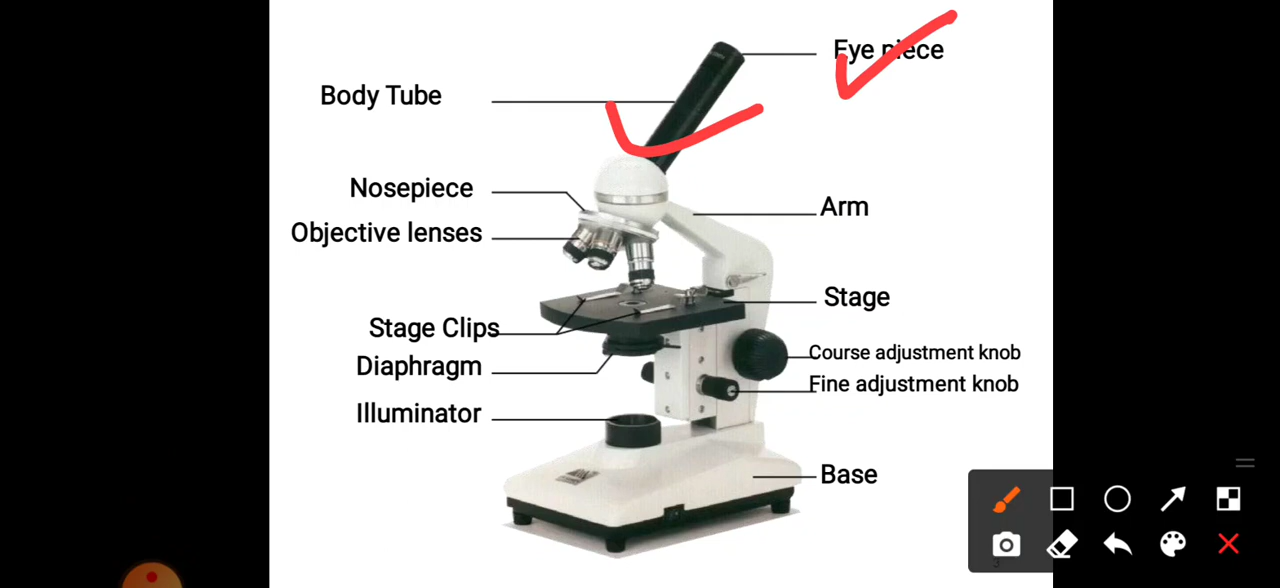 Eye piece
Body Tube
Nosepiece
Arm
Objective lenses
Stage
Stage Clips
Course adjustment knob
Diaphragm
Fine adjustment knob
Illuminator
Base
3